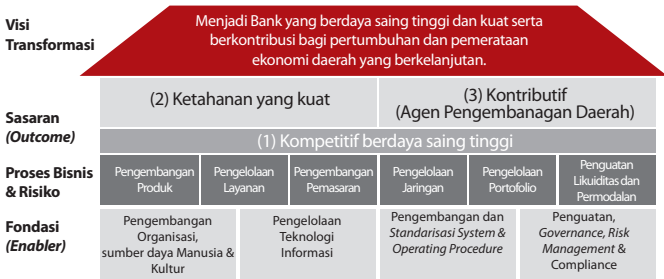 Visi
Transformasi
Menjadi Bank yang berdaya saing tinggi dan kuat serta
berkontribusi bagi pertumbuhan dan pemerataan
ekonomi daerah yang berkelanjutan.
Sasaran
(Outcome)
(2) Ketahanan yang kuat
(3) Kontributif
(Agen Pengembanagan Daerah)
(1) Kompetitif berdaya saing tinggi
Proses Bisnis
& Risiko
Pengembangan
Produk
Pengelolaan
Layanan
Pengembangan
Pemasaran
Pengelolaan
Jaringan
Pengelolaan
Portofolio
Penguatan
Likuiditas dan
Permodalan
Fondasi
(Enabler)
Pengembangan
Organisasi,
sumber daya Manusia &
Kultur
Pengelolaan
Teknologi
Informasi
Pengembangan dan
Standarisasi System &
Operating Procedure
Penguatan,
Governance, Risk
Management &
Compliance